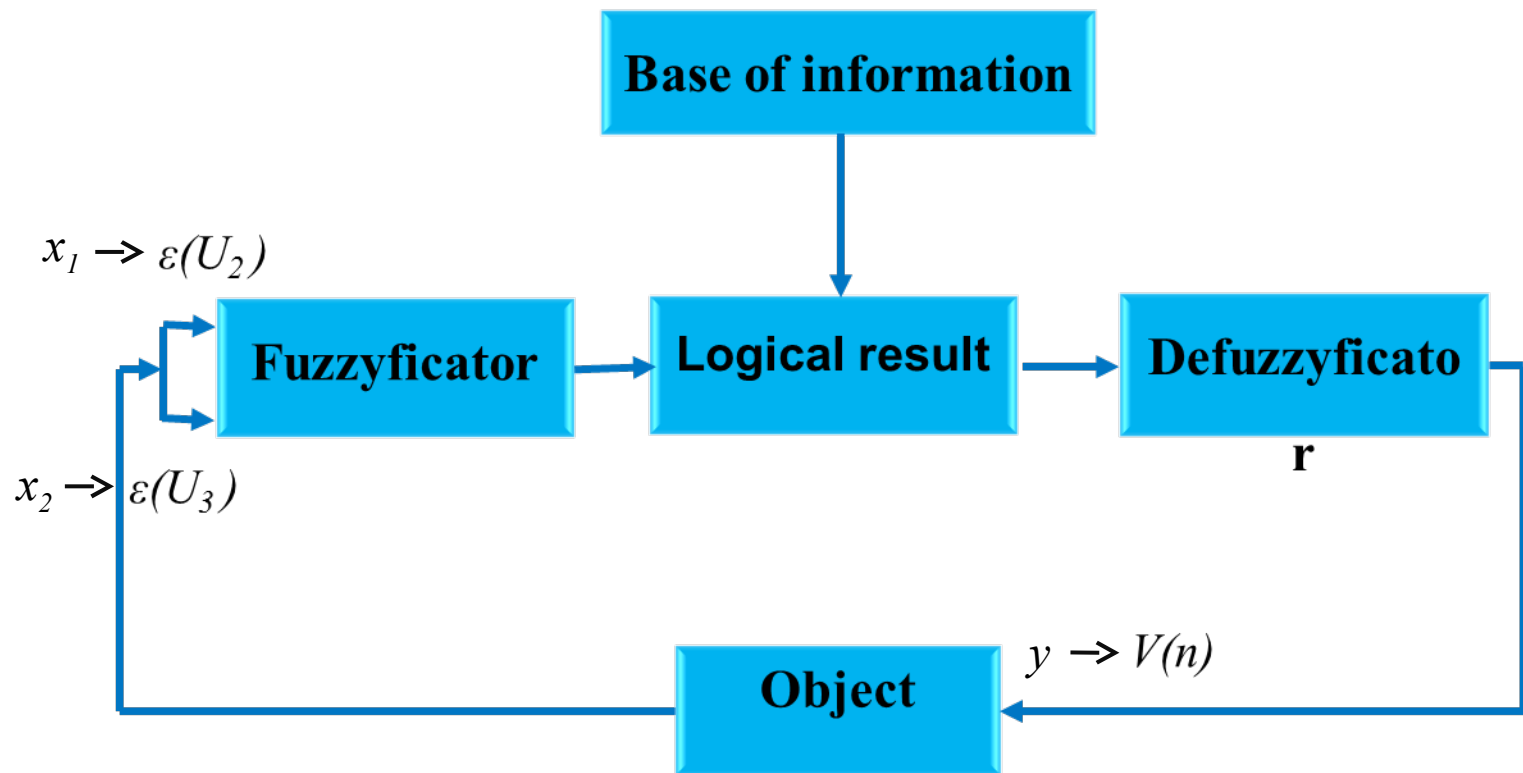 Base of information
x₁ → ε(U₂)
Fuzzyficator
Logical result
Defuzzyficato
r
x₂ → ε(U₃)
y → V(n)
Object